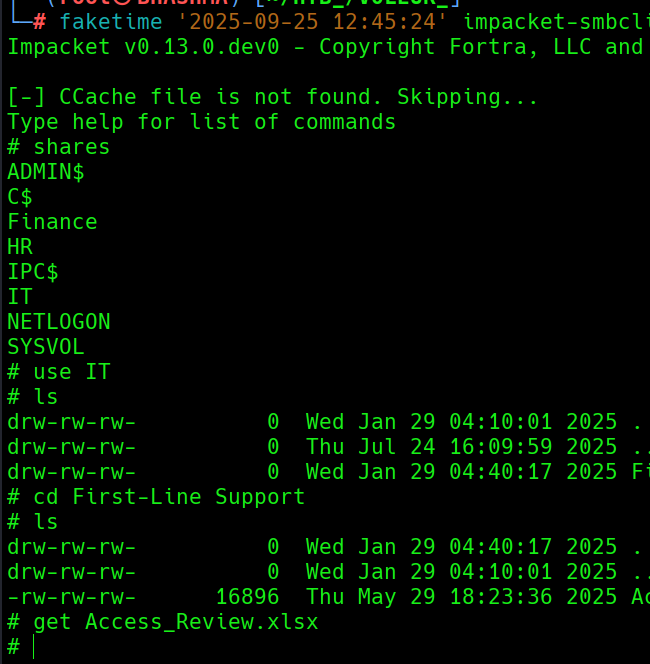 └─# faketime '2025-09-25 12:45:24' impacket-smbcli
Impacket v0.13.0.dev0 - Copyright Fortra, LLC and
[-] CCache file is not found. Skipping...
Type help for list of commands
# shares
ADMIN$
C$
Finance
HR
IPC$
IT
NETLOGON
SYSVOL
# use IT
# ls
drw-rw-rw-          0  Wed Jan 29 04:10:01 2025 .
drw-rw-rw-          0  Thu Jul 24 16:09:59 2025 ..
drw-rw-rw-          0  Wed Jan 29 04:40:17 2025 Fi
# cd First-Line Support
# ls
drw-rw-rw-          0  Wed Jan 29 04:40:17 2025 .
drw-rw-rw-          0  Wed Jan 29 04:10:01 2025 ..
-rw-rw-rw-      16896  Thu May 29 18:23:36 2025 Ac
# get Access_Review.xlsx
#